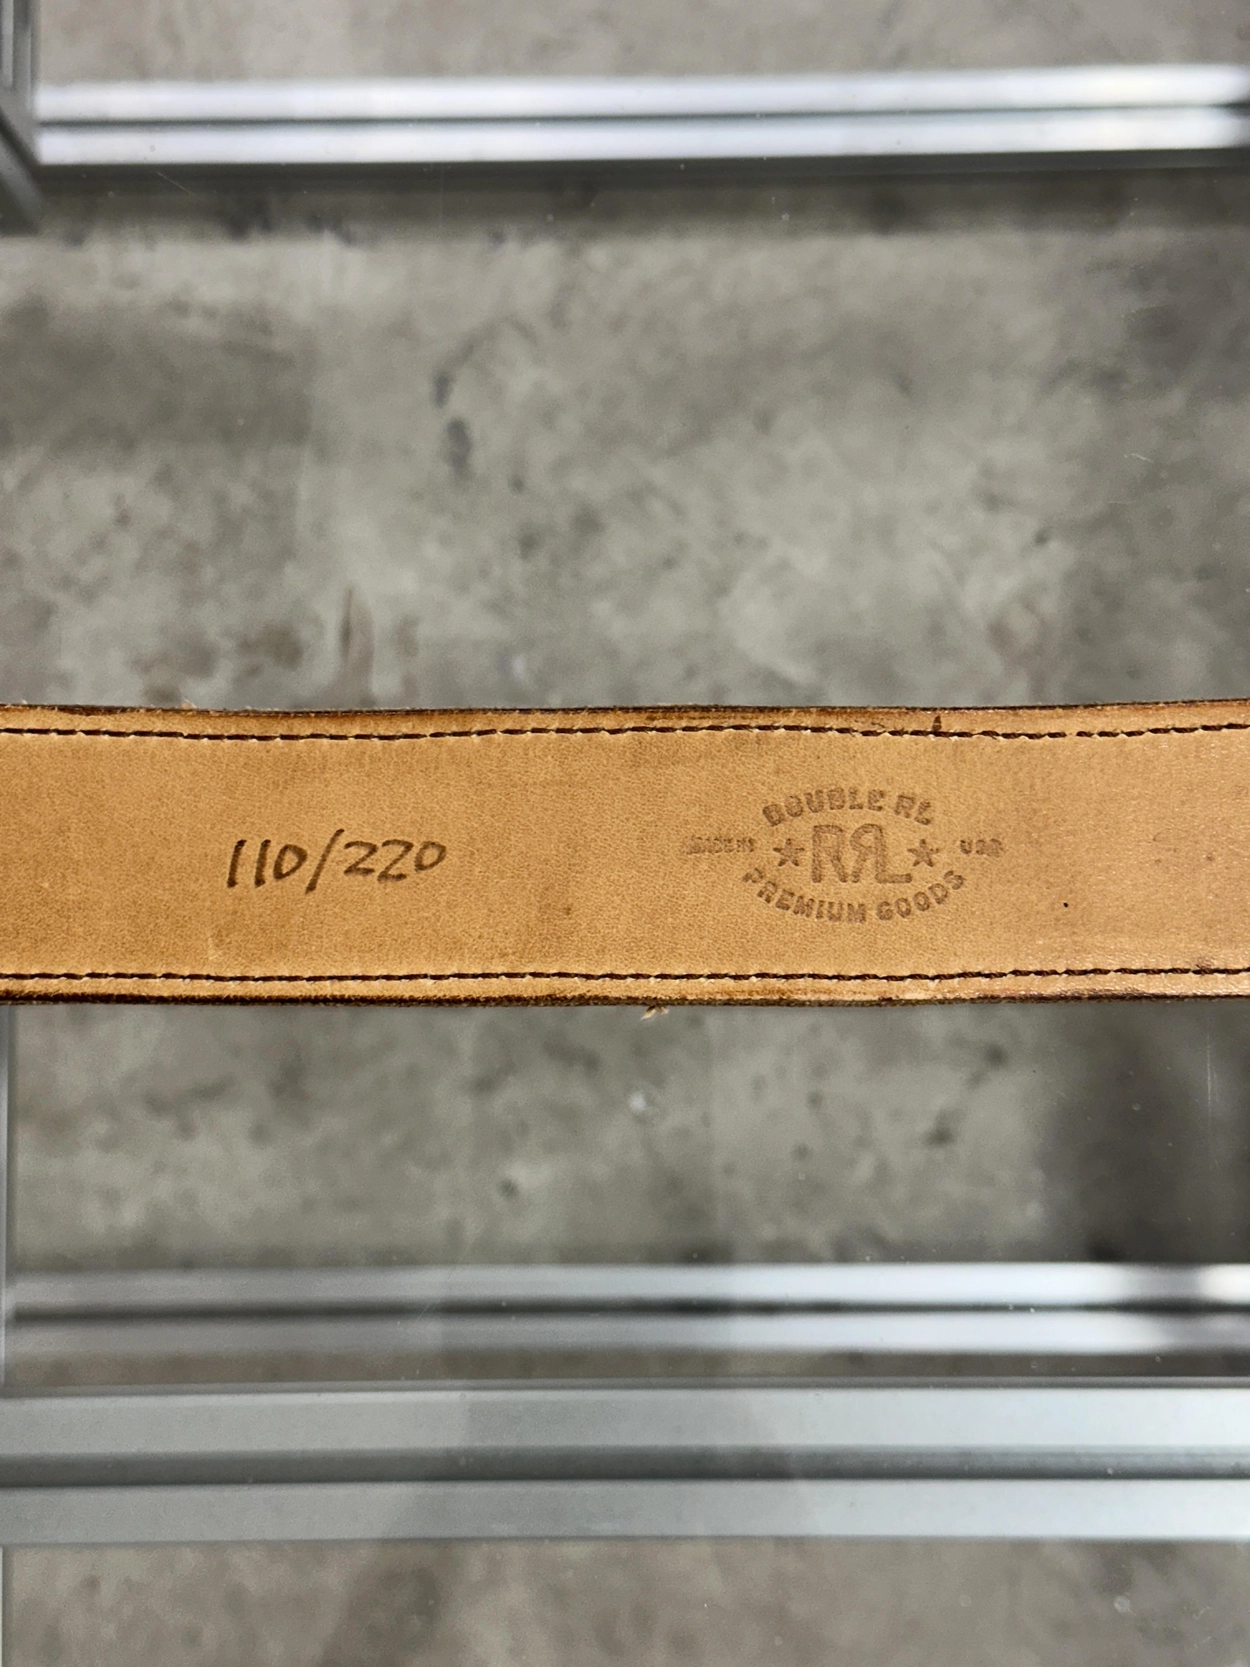 110/220
DOUBLE RL
MADE IN ★ RRL ★ USA
PREMIUM GOODS